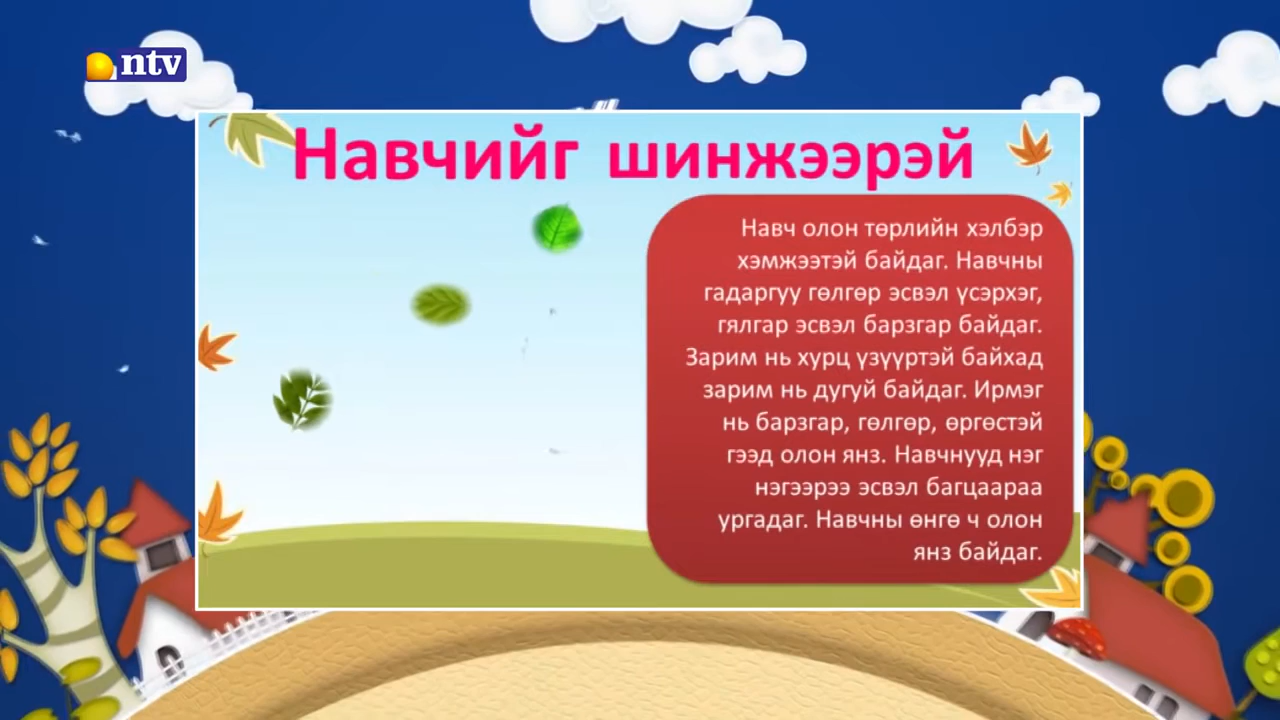 ntv
Навчийг шинжээрэй
Навч олон төрлийн хэлбэр
хэмжээтэй байдаг. Навчны
гадаргуу гөлгөр эсвэл үсэрхэг,
гялгар эсвэл барзгар байдаг.
Зарим нь хурц үзүүртэй байхад
зарим нь дугуй байдаг. Ирмэг
нь барзгар, гөлгөр, өргөстэй
гээд олон янз. Навчнууд нэг
нэгээрээ эсвэл багцаараа
ургадаг. Навчны өнгө ч олон
янз байдаг.